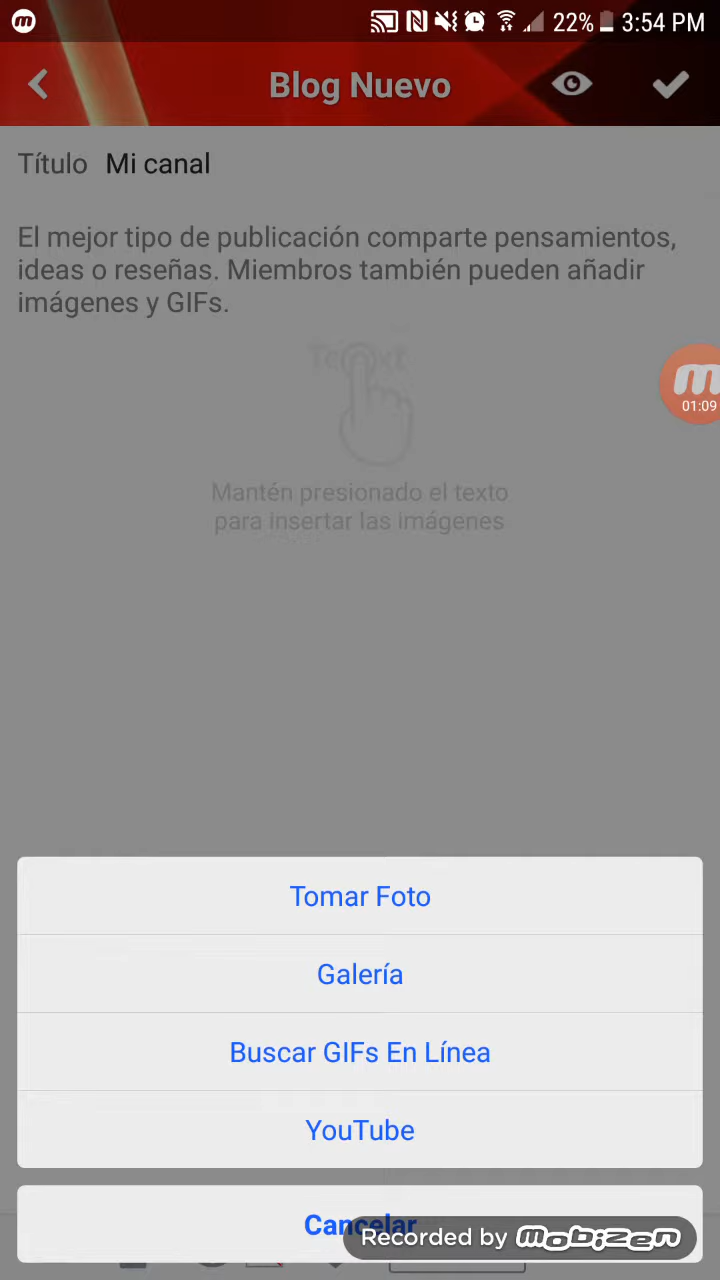 22% 3:54 PM
Blog Nuevo
Título Mi canal
El mejor tipo de publicación comparte pensamientos,
ideas o reseñas. Miembros también pueden añadir
imágenes y GIFs.
Text
01:09
Mantén presionado el texto
para insertar las imágenes
Tomar Foto
Galería
Buscar GIFs En Línea
YouTube
Cancelar
Recorded by mobizen